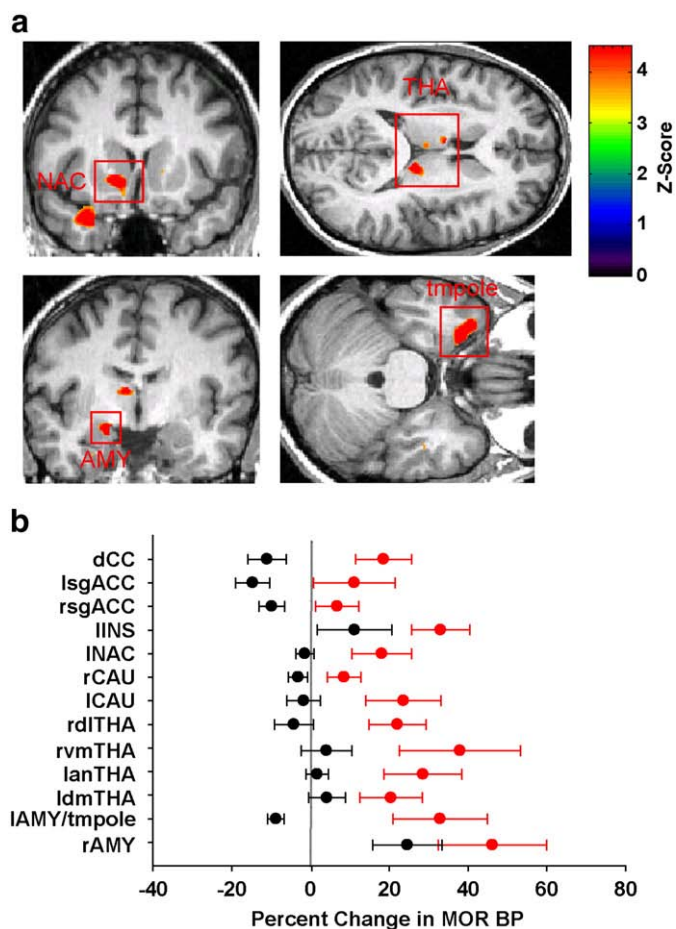 a
NAC
THA
AMY
tmpole
4
3
2
1
0
Z-Score
b
dCC
lsgACC
rsgACC
lINS
lNAC
rCAU
lCAU
rdlTHA
rvmTHA
lanTHA
ldmTHA
lAMY/tmpole
rAMY
-40 -20 0 20 40 60 80
Percent Change in MOR BP